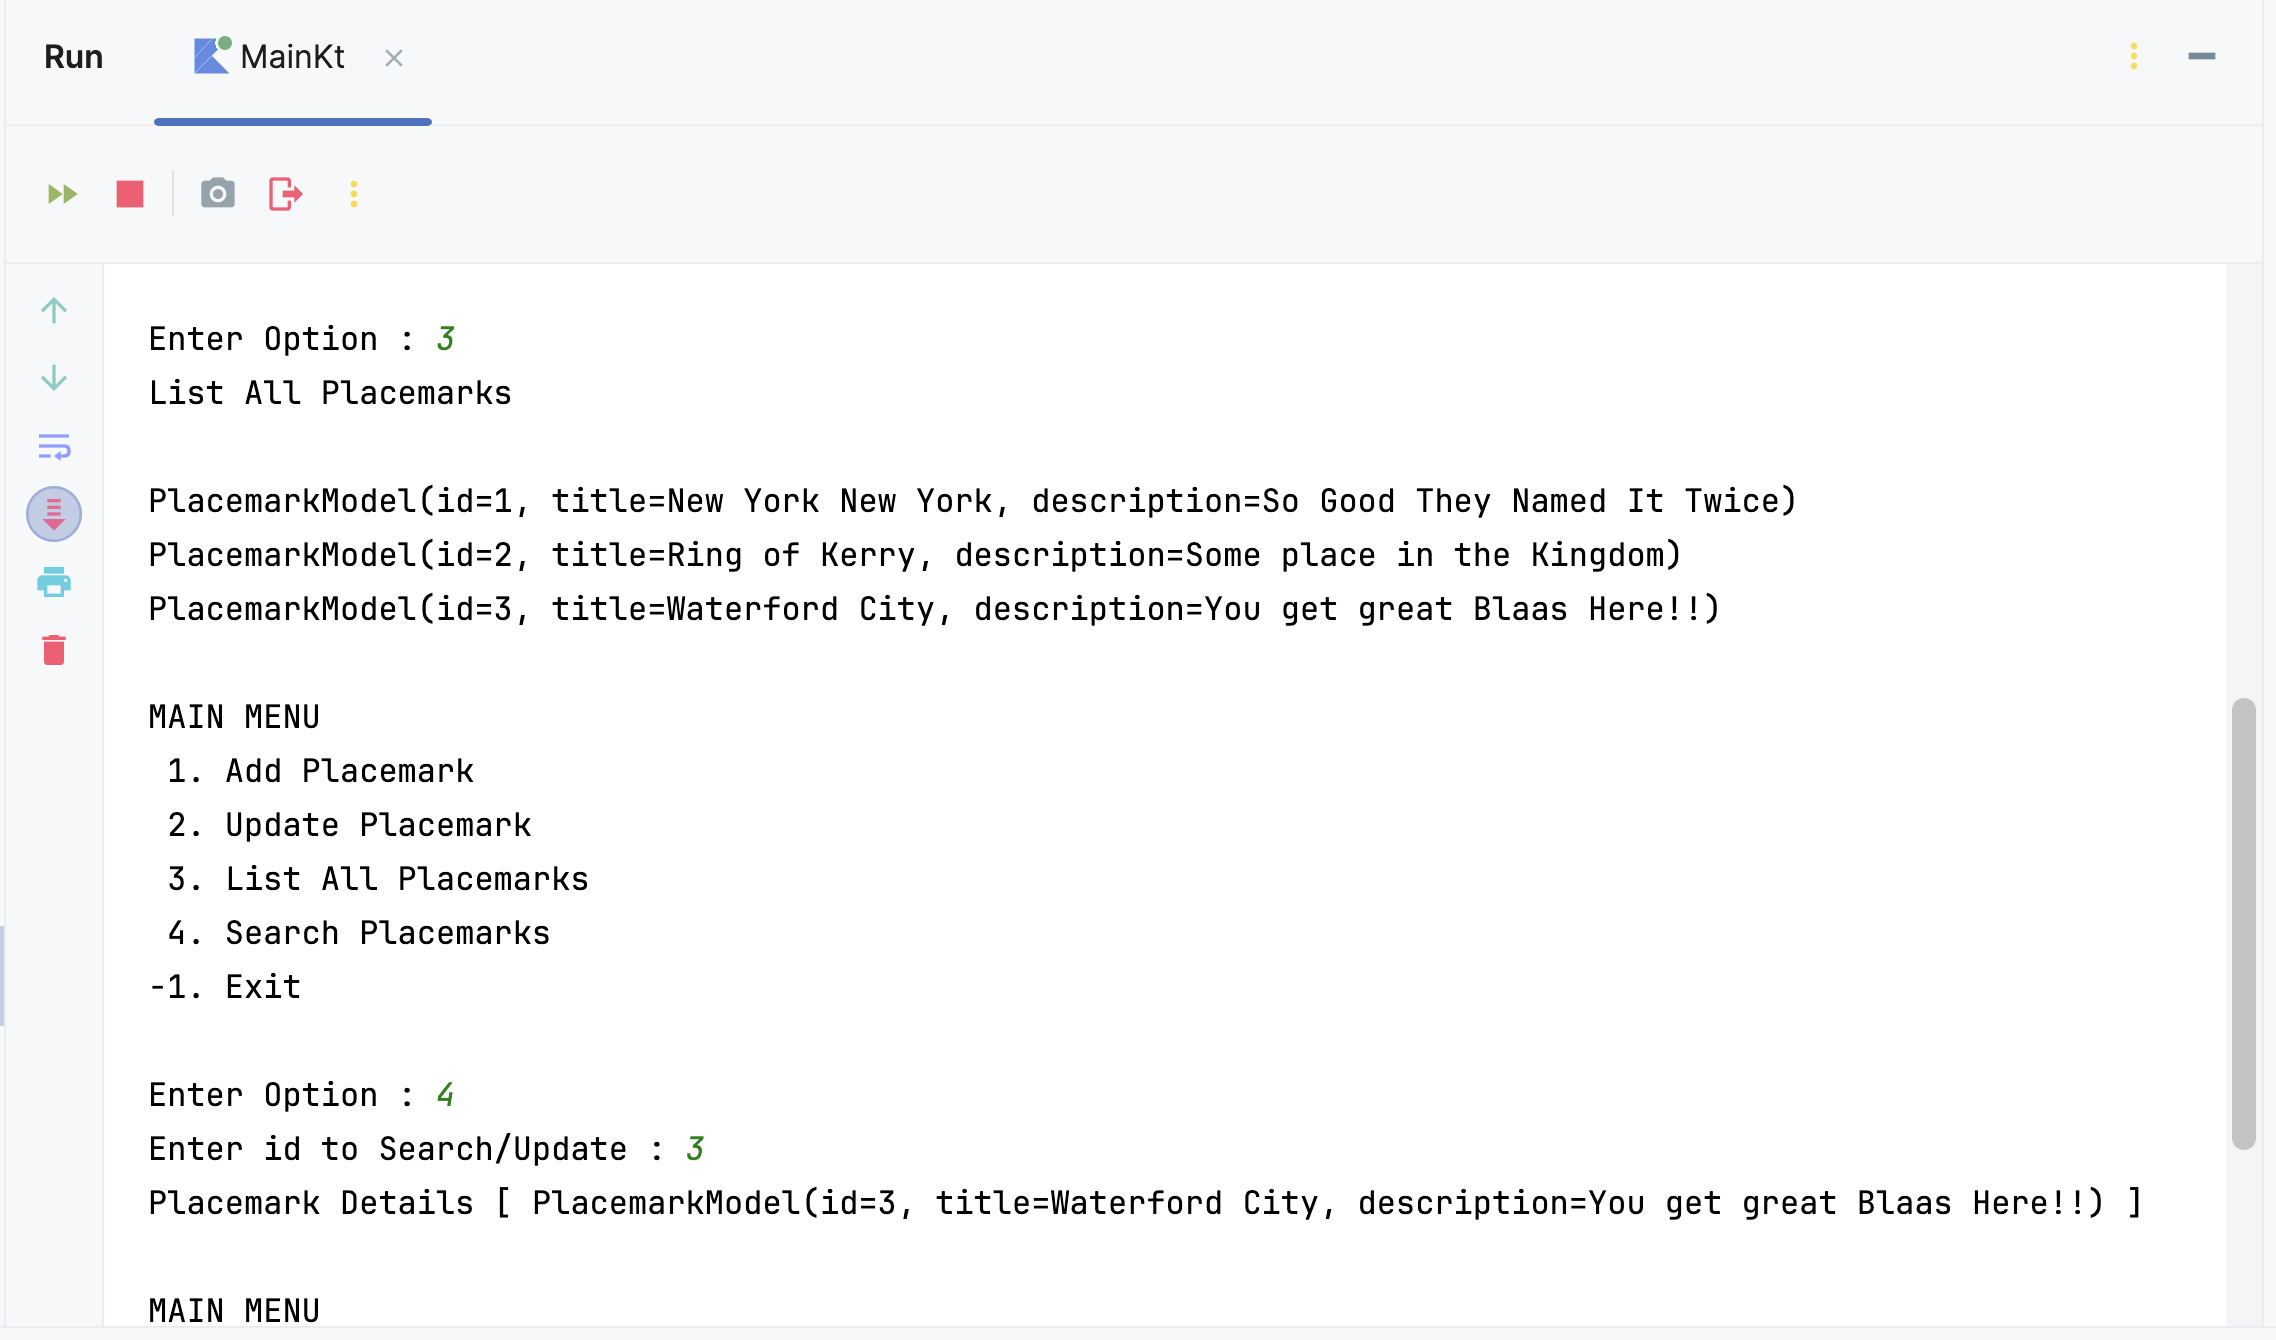 Run MainKt
Enter Option : 3
List All Placemarks
PlacemarkModel(id=1, title=New York New York, description=So Good They Named It Twice)
PlacemarkModel(id=2, title=Ring of Kerry, description=Some place in the Kingdom)
PlacemarkModel(id=3, title=Waterford City, description=You get great Blaas Here!!)
MAIN MENU
 1. Add Placemark
 2. Update Placemark
 3. List All Placemarks
 4. Search Placemarks
-1. Exit
Enter Option : 4
Enter id to Search/Update : 3
Placemark Details [ PlacemarkModel(id=3, title=Waterford City, description=You get great Blaas Here!!) ]
MAIN MENU